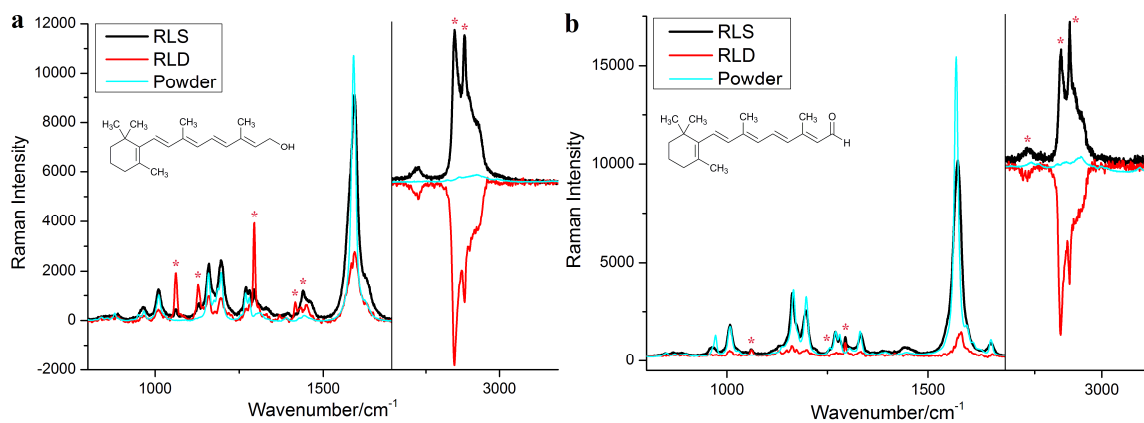 a
RLS
RLD
Powder
H₃C CH₃ CH₃ CH₃
OH
CH₃
* * * * * * *
12000
10000
8000
6000
4000
2000
0
-2000
Raman Intensity
1000 1500 3000
Wavenumber/cm⁻¹
b
RLS
RLD
Powder
H₃C CH₃ CH₃ CH₃ O
H
CH₃
* * * * * *
15000
10000
5000
0
Raman Intensity
1000 1500 3000
Wavenumber/cm⁻¹